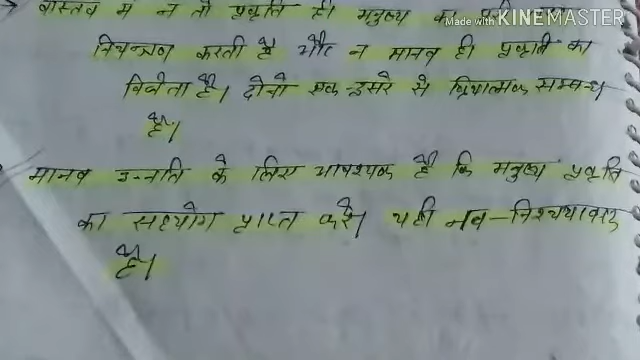 वास्तव में न तो प्रकृति ही मनुष्य का
Made with KINEMASTER
नियन्त्रण करती है और न मानव ही प्रकृति का
विजेता है। दोनो एक-दूसरे से क्रियात्मक सम्बन्ध
है।
मानव उन्नति के लिए आवश्यक है कि मनुष्य प्रकृति
का सहयोग प्राप्त करे। यही नव-निश्चयवाद
है।